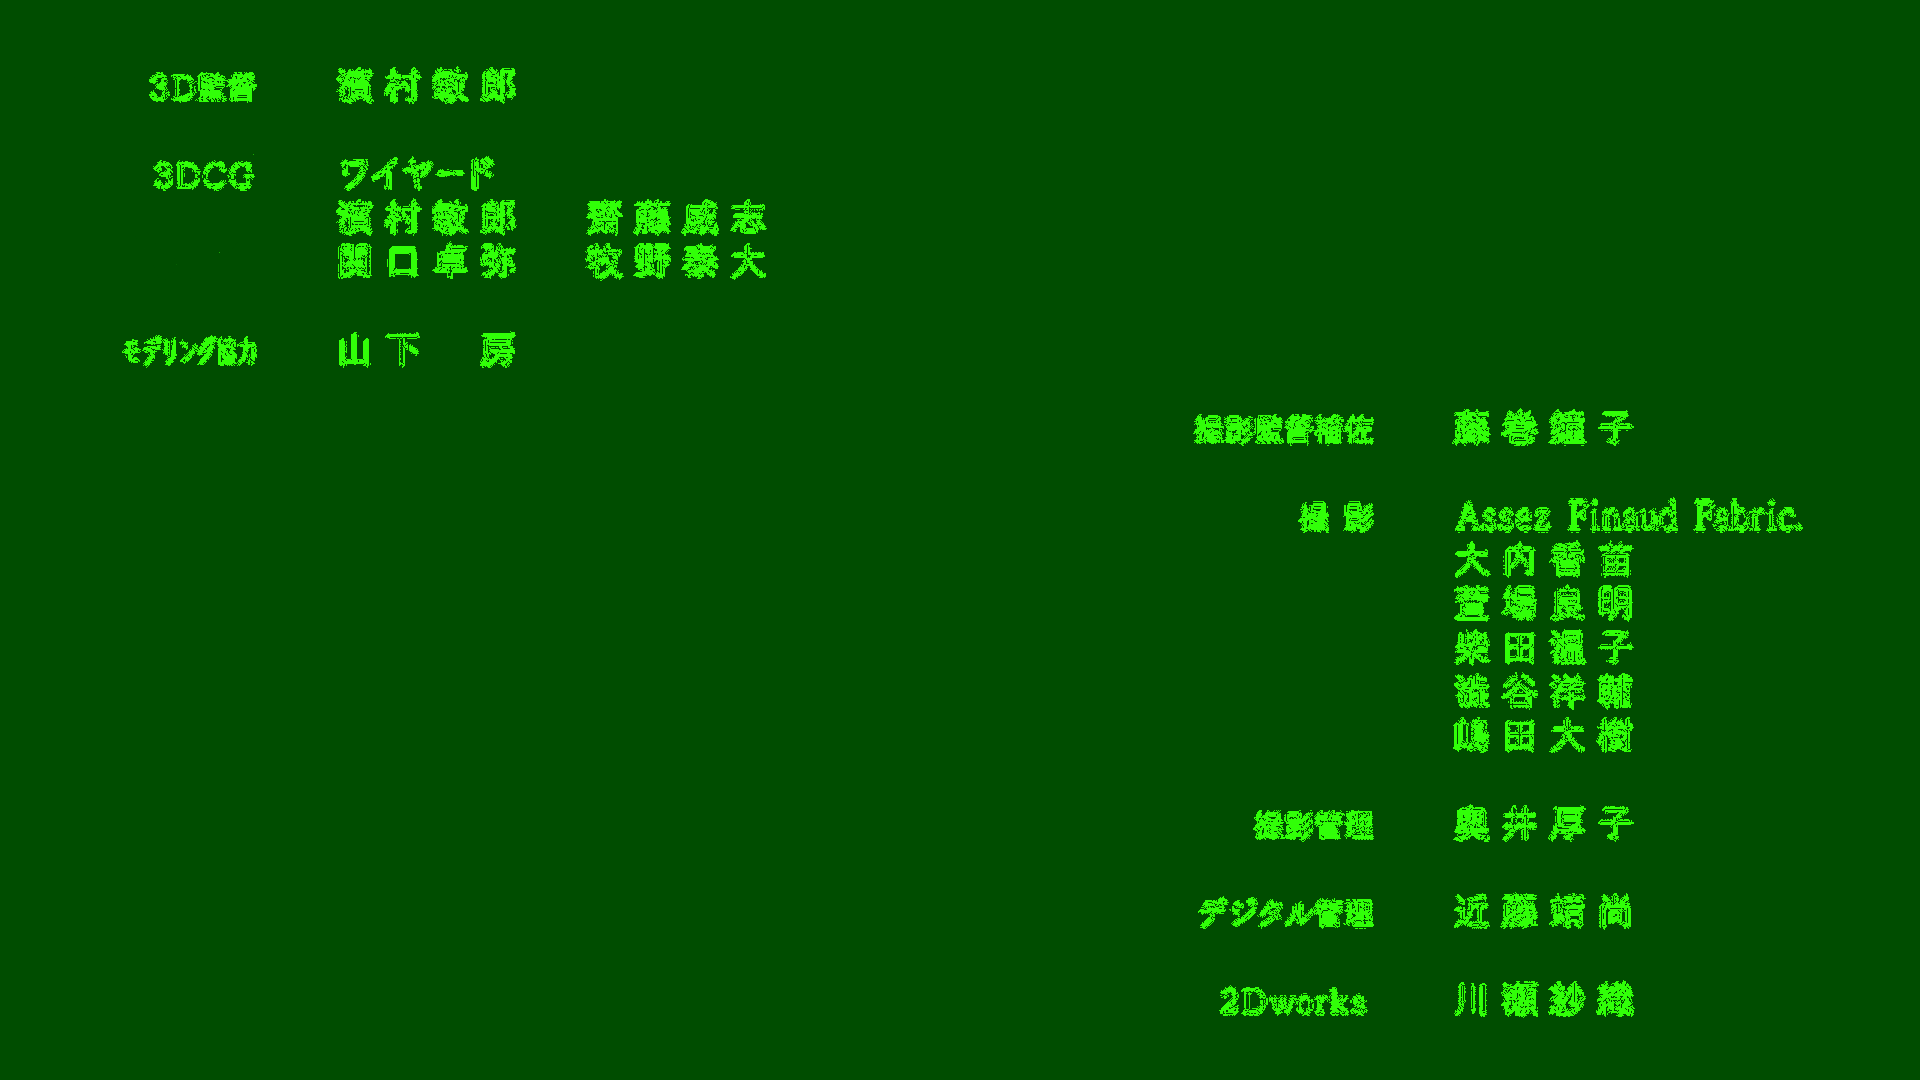 3D監督 濱村敏郎
3DCG ワイヤード
濱村敏郎 齋藤威志
関口卓弥 牧野泰大
モデリング協力 山下 房
撮影監督補佐 藤巻 子
撮影 Assez Finaud Fabric.
大内 苗
萱場良明
柴田温子
澁谷洋輔
嶋田大樹
撮影管理 奥井厚子
デジタル管理 近藤靖尚
2Dworks 川瀬紗織